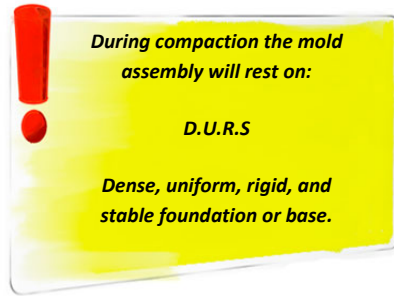 During compaction the mold
assembly will rest on:
D.U.R.S
Dense, uniform, rigid, and
stable foundation or base.